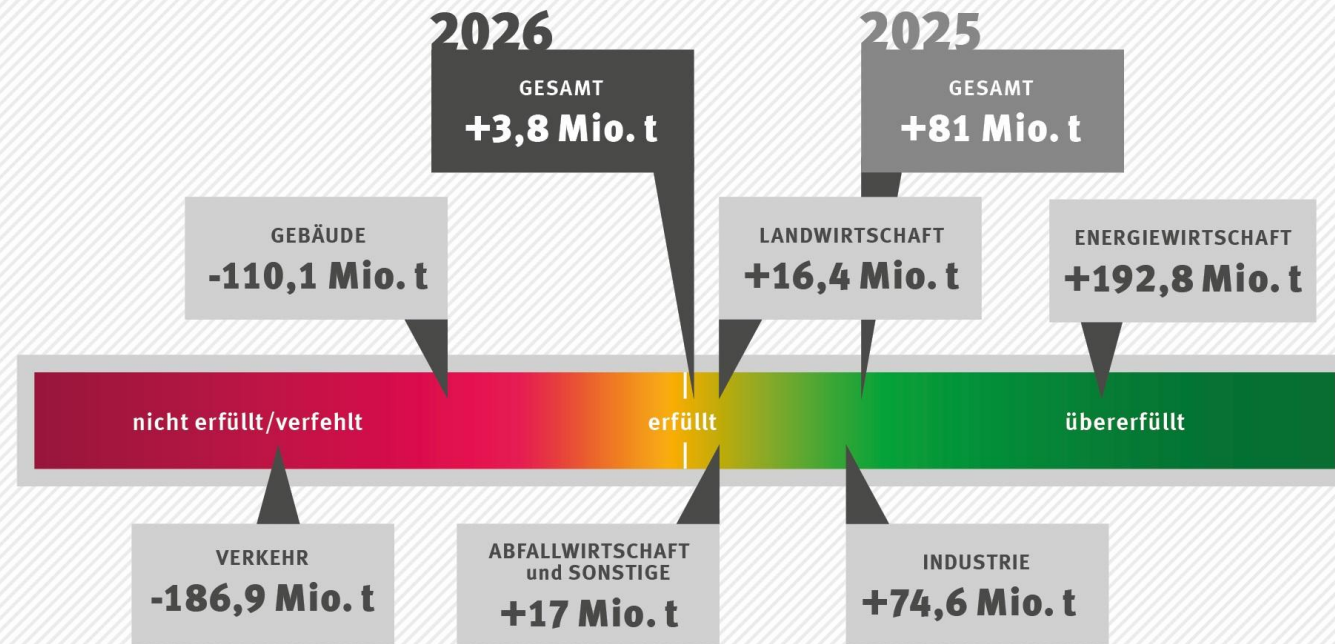 2026
GESAMT
+3,8 Mio. t
2025
GESAMT
+81 Mio. t
GEBÄUDE
-110,1 Mio. t
LANDWIRTSCHAFT
+16,4 Mio. t
ENERGIEWIRTSCHAFT
+192,8 Mio. t
nicht erfüllt/verfehlt
erfüllt
übererfüllt
VERKEHR
-186,9 Mio. t
ABFALLWIRTSCHAFT
und SONSTIGE
+17 Mio. t
INDUSTRIE
+74,6 Mio. t